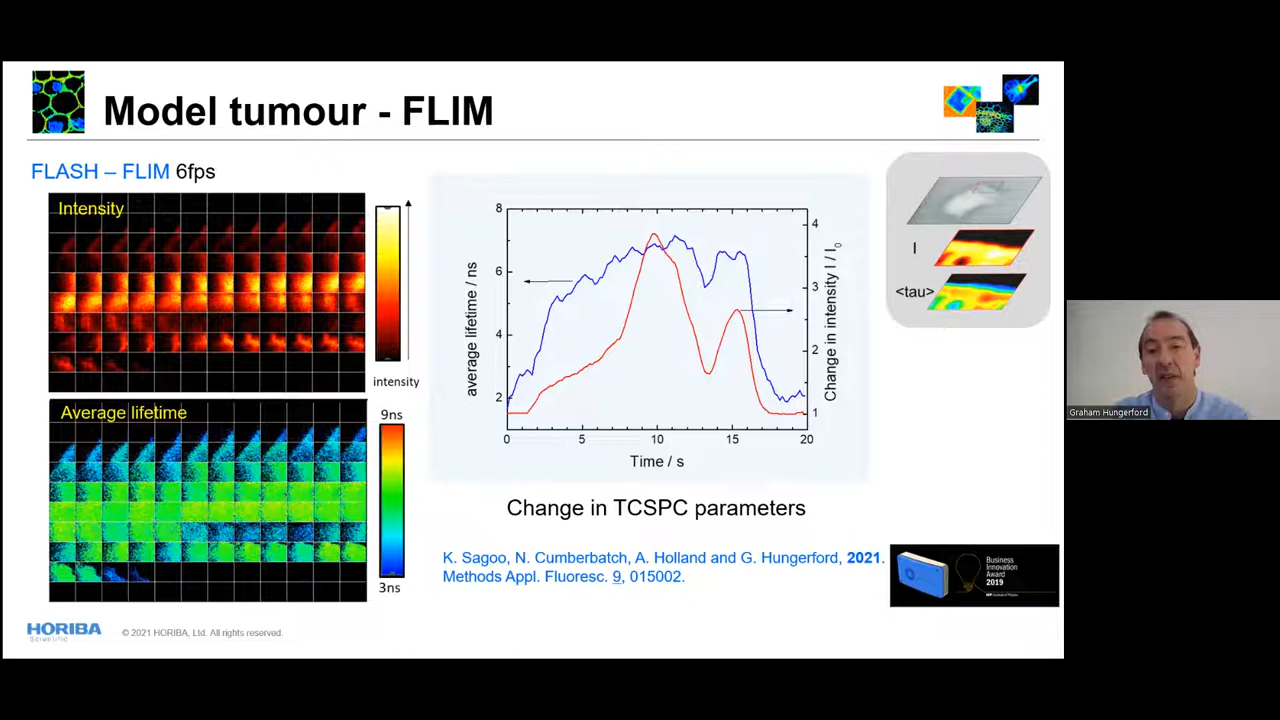 Model tumour - FLIM
FLASH – FLIM 6fps
Intensity
intensity
Average lifetime
9ns
3ns
8
6
4
2
average lifetime / ns
4
3
2
1
Change in intensity I / I0
0 5 10 15 20
Time / s
Change in TCSPC parameters
I
<tau>
K. Sagoo, N. Cumberbatch, A. Holland and G. Hungerford, 2021.
Methods Appl. Fluoresc. 9, 015002.
Business
Innovation
Award
2019
HORIBA
Scientific
© 2021 HORIBA, Ltd. All rights reserved.
Graham Hungerford